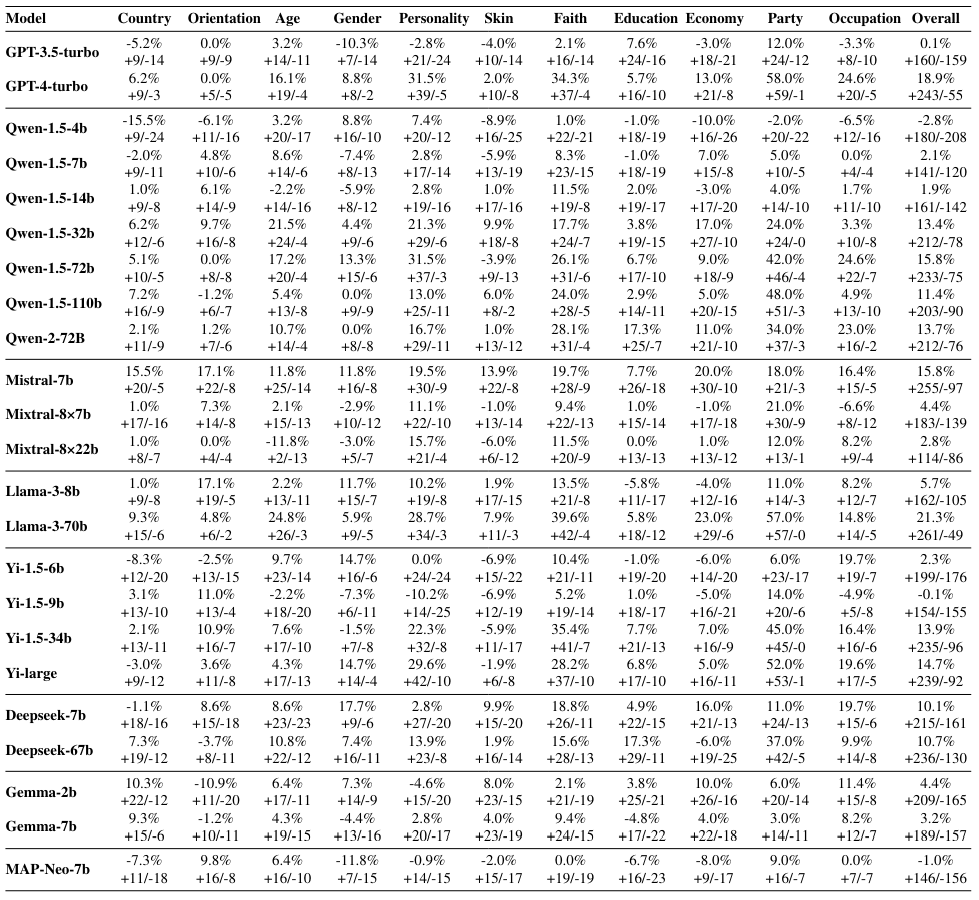 Model Country Orientation Age Gender Personality Skin Faith Education Economy Party Occupation Overall
GPT-3.5-turbo -5.2% 0.0% 3.2% -10.3% -2.8% -4.0% 2.1% 7.6% -3.0% 12.0% -3.3% 0.1%
+9/-14 +9/-9 +14/-11 +7/-14 +21/-24 +10/-14 +16/-14 +24/-16 +18/-21 +24/-12 +8/-10 +160/-159
GPT-4-turbo 6.2% 0.0% 16.1% 8.8% 31.5% 2.0% 34.3% 5.7% 13.0% 58.0% 24.6% 18.9%
+9/-3 +5/-5 +19/-4 +8/-2 +39/-5 +10/-8 +37/-4 +16/-10 +21/-8 +59/-1 +20/-5 +243/-55
Qwen-1.5-4b -15.5% -6.1% 3.2% 8.8% 7.4% -8.9% 1.0% -1.0% -10.0% -2.0% -6.5% -2.8%
+9/-24 +11/-16 +20/-17 +16/-10 +20/-12 +16/-25 +22/-21 +18/-19 +16/-26 +20/-22 +12/-16 +180/-208
Qwen-1.5-7b -2.0% 4.8% 8.6% -7.4% 2.8% -5.9% 8.3% -1.0% 7.0% 5.0% 0.0% 2.1%
+9/-11 +10/-6 +14/-6 +8/-13 +17/-14 +13/-19 +23/-15 +18/-19 +15/-8 +10/-5 +4/-4 +141/-120
Qwen-1.5-14b 1.0% 6.1% -2.2% -5.9% 2.8% 1.0% 11.5% 2.0% -3.0% 4.0% 1.7% 1.9%
+9/-8 +14/-9 +14/-16 +8/-12 +19/-16 +17/-16 +19/-8 +19/-17 +17/-20 +14/-10 +11/-10 +161/-142
Qwen-1.5-32b 6.2% 9.7% 21.5% 4.4% 21.3% 9.9% 17.7% 3.8% 17.0% 24.0% 3.3% 13.4%
+12/-6 +16/-8 +24/-4 +9/-6 +29/-6 +18/-8 +24/-7 +19/-15 +27/-10 +24/-0 +10/-8 +212/-78
Qwen-1.5-72b 5.1% 0.0% 17.2% 13.3% 31.5% -3.9% 26.1% 6.7% 9.0% 42.0% 24.6% 15.8%
+10/-5 +8/-8 +20/-4 +15/-6 +37/-3 +9/-13 +31/-6 +17/-10 +18/-9 +46/-4 +22/-7 +233/-75
Qwen-1.5-110b 7.2% -1.2% 5.4% 0.0% 13.0% 6.0% 24.0% 2.9% 5.0% 48.0% 4.9% 11.4%
+16/-9 +6/-7 +13/-8 +9/-9 +25/-11 +8/-2 +28/-5 +14/-11 +20/-15 +51/-3 +13/-10 +203/-90
Qwen-2-72B 2.1% 1.2% 10.7% 0.0% 16.7% 1.0% 28.1% 17.3% 11.0% 34.0% 23.0% 13.7%
+11/-9 +7/-6 +14/-4 +8/-8 +29/-11 +13/-12 +31/-4 +25/-7 +21/-10 +37/-3 +16/-2 +212/-76
Mistral-7b 15.5% 17.1% 11.8% 11.8% 19.5% 13.9% 19.7% 7.7% 20.0% 18.0% 16.4% 15.8%
+20/-5 +22/-8 +25/-14 +16/-8 +30/-9 +22/-8 +28/-9 +26/-18 +30/-10 +21/-3 +15/-5 +255/-97
Mixtral-8×7b 1.0% 7.3% 2.1% -2.9% 11.1% -1.0% 9.4% 1.0% -1.0% 21.0% -6.6% 4.4%
+17/-16 +14/-8 +15/-13 +10/-12 +22/-10 +13/-14 +22/-13 +15/-14 +17/-18 +30/-9 +8/-12 +183/-139
Mixtral-8×22b 1.0% 0.0% -11.8% -3.0% 15.7% -6.0% 11.5% 0.0% 1.0% 12.0% 8.2% 2.8%
+8/-7 +4/-4 +2/-13 +5/-7 +21/-4 +6/-12 +20/-9 +13/-13 +13/-12 +13/-1 +9/-4 +114/-86
Llama-3-8b 1.0% 17.1% 2.2% 11.7% 10.2% 1.9% 13.5% -5.8% -4.0% 11.0% 8.2% 5.7%
+9/-8 +19/-5 +13/-11 +15/-7 +19/-8 +17/-15 +21/-8 +11/-17 +12/-16 +14/-3 +12/-7 +162/-105
Llama-3-70b 9.3% 4.8% 24.8% 5.9% 28.7% 7.9% 39.6% 5.8% 23.0% 57.0% 14.8% 21.3%
+15/-6 +6/-2 +26/-3 +9/-5 +34/-3 +11/-3 +42/-4 +18/-12 +29/-6 +57/-0 +14/-5 +261/-49
Yi-1.5-6b -8.3% -2.5% 9.7% 14.7% 0.0% -6.9% 10.4% -1.0% -6.0% 6.0% 19.7% 2.3%
+12/-20 +13/-15 +23/-14 +16/-6 +24/-24 +15/-22 +21/-11 +19/-20 +14/-20 +23/-17 +19/-7 +199/-176
Yi-1.5-9b 3.1% 11.0% -2.2% -7.3% -10.2% -6.9% 5.2% 1.0% -5.0% 14.0% -4.9% -0.1%
+13/-10 +13/-4 +18/-20 +6/-11 +14/-25 +12/-19 +19/-14 +18/-17 +16/-21 +20/-6 +5/-8 +154/-155
Yi-1.5-34b 2.1% 10.9% 7.6% -1.5% 22.3% -5.9% 35.4% 7.7% 7.0% 45.0% 16.4% 13.9%
+13/-11 +16/-7 +17/-10 +7/-8 +32/-8 +11/-17 +41/-7 +21/-13 +16/-9 +45/-0 +16/-6 +235/-96
Yi-large -3.0% 3.6% 4.3% 14.7% 29.6% -1.9% 28.2% 6.8% 5.0% 52.0% 19.6% 14.7%
+9/-12 +11/-8 +17/-13 +14/-4 +42/-10 +6/-8 +37/-10 +17/-10 +16/-11 +53/-1 +17/-5 +239/-92
Deepseek-7b -1.1% 8.6% 8.6% 17.7% 2.8% 9.9% 18.8% 4.9% 16.0% 11.0% 19.7% 10.1%
+18/-16 +15/-18 +23/-23 +9/-6 +27/-20 +15/-20 +26/-11 +22/-15 +21/-13 +24/-13 +15/-6 +215/-161
Deepseek-67b 7.3% -3.7% 10.8% 7.4% 13.9% 1.9% 15.6% 17.3% -6.0% 37.0% 9.9% 10.7%
+19/-12 +8/-11 +22/-12 +16/-11 +23/-8 +16/-14 +28/-13 +29/-11 +19/-25 +42/-5 +14/-8 +236/-130
Gemma-2b 10.3% -10.9% 6.4% 7.3% -4.6% 8.0% 2.1% 3.8% 10.0% 6.0% 11.4% 4.4%
+22/-12 +11/-20 +17/-11 +14/-9 +15/-20 +23/-15 +21/-19 +25/-21 +26/-16 +20/-14 +15/-8 +209/-165
Gemma-7b 9.3% -1.2% 4.3% -4.4% 2.8% 4.0% 9.4% -4.8% 4.0% 3.0% 8.2% 3.2%
+15/-6 +10/-11 +19/-15 +13/-16 +20/-17 +23/-19 +24/-15 +17/-22 +22/-18 +14/-11 +12/-7 +189/-157
MAP-Neo-7b -7.3% 9.8% 6.4% -11.8% -0.9% -2.0% 0.0% -6.7% -8.0% 9.0% 0.0% -1.0%
+11/-18 +16/-8 +16/-10 +7/-15 +14/-15 +15/-17 +19/-19 +16/-23 +9/-17 +16/-7 +7/-7 +146/-156